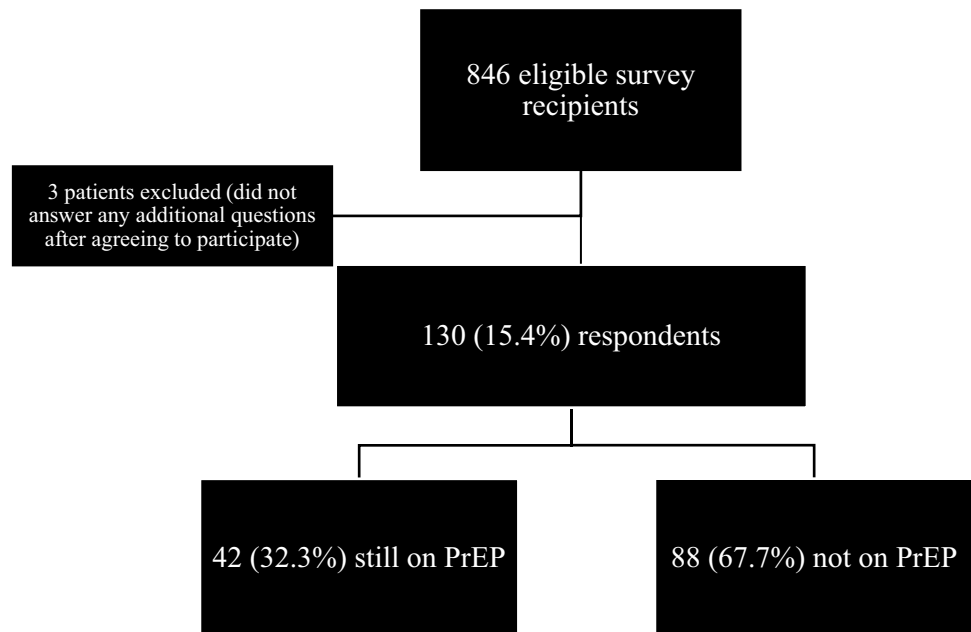 846 eligible survey
recipients
3 patients excluded (did not
answer any additional questions
after agreeing to participate)
130 (15.4%) respondents
42 (32.3%) still on PrEP
88 (67.7%) not on PrEP